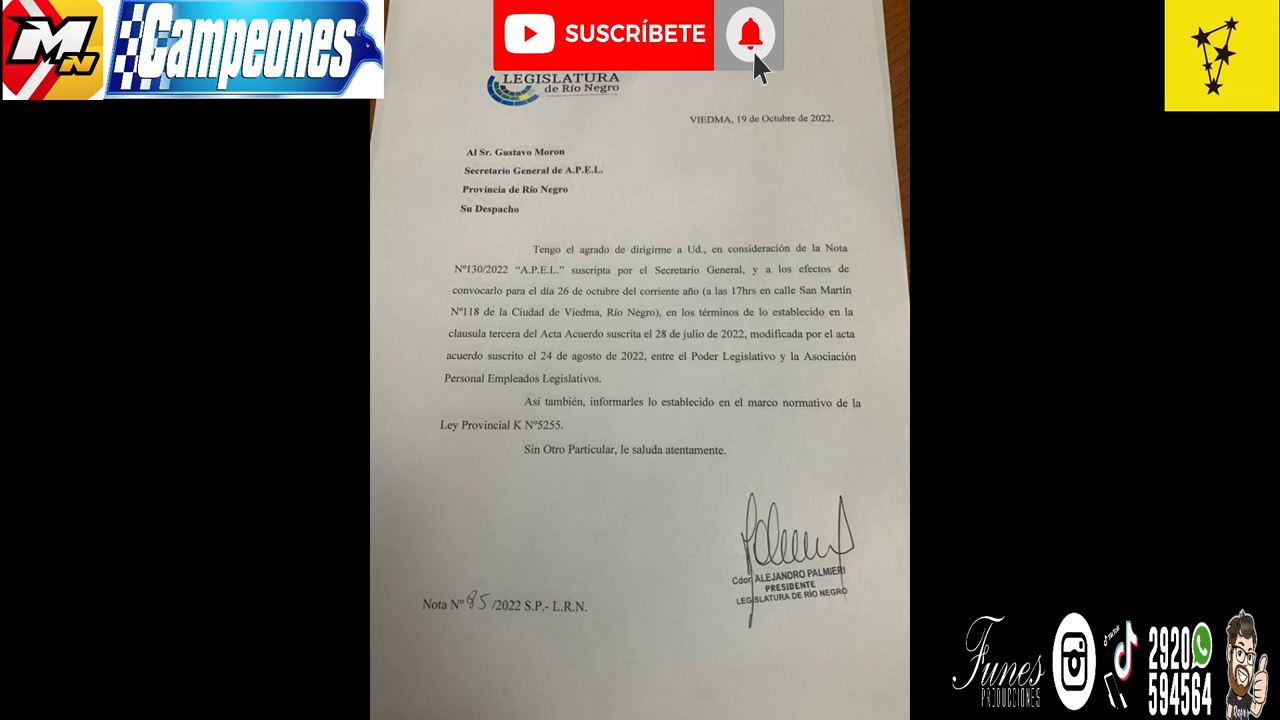 MN
Campeones
SUSCRÍBETE
LEGISLATURA
de Río Negro
VIEDMA, 19 de Octubre de 2022.
Al Sr. Gustavo Moron
Secretario General de A.P.E.L.
Provincia de Río Negro
Su Despacho
Tengo el agrado de dirigirme a Ud., en consideración de la Nota
Nº130/2022 “A.P.E.L.” suscripta por el Secretario General, y a los efectos de
convocarlo para el día 26 de octubre del corriente año (a las 17hrs en calle San Martín
Nº118 de la Ciudad de Viedma, Río Negro), en los términos de lo establecido en la
clausula tercera del Acta Acuerdo suscrita el 28 de julio de 2022, modificada por el acta
acuerdo suscrito el 24 de agosto de 2022, entre el Poder Legislativo y la Asociación
Personal Empleados Legislativos.
Así también, informarles lo establecido en el marco normativo de la
Ley Provincial K Nº5255.
Sin Otro Particular, le saluda atentamente.
Cdor. ALEJANDRO PALMIERI
PRESIDENTE
LEGISLATURA DE RÍO NEGRO
Nota Nº 85/2022 S.P.- L.R.N.
Funes
PRODUCCIONES
TikTok
2920
594564